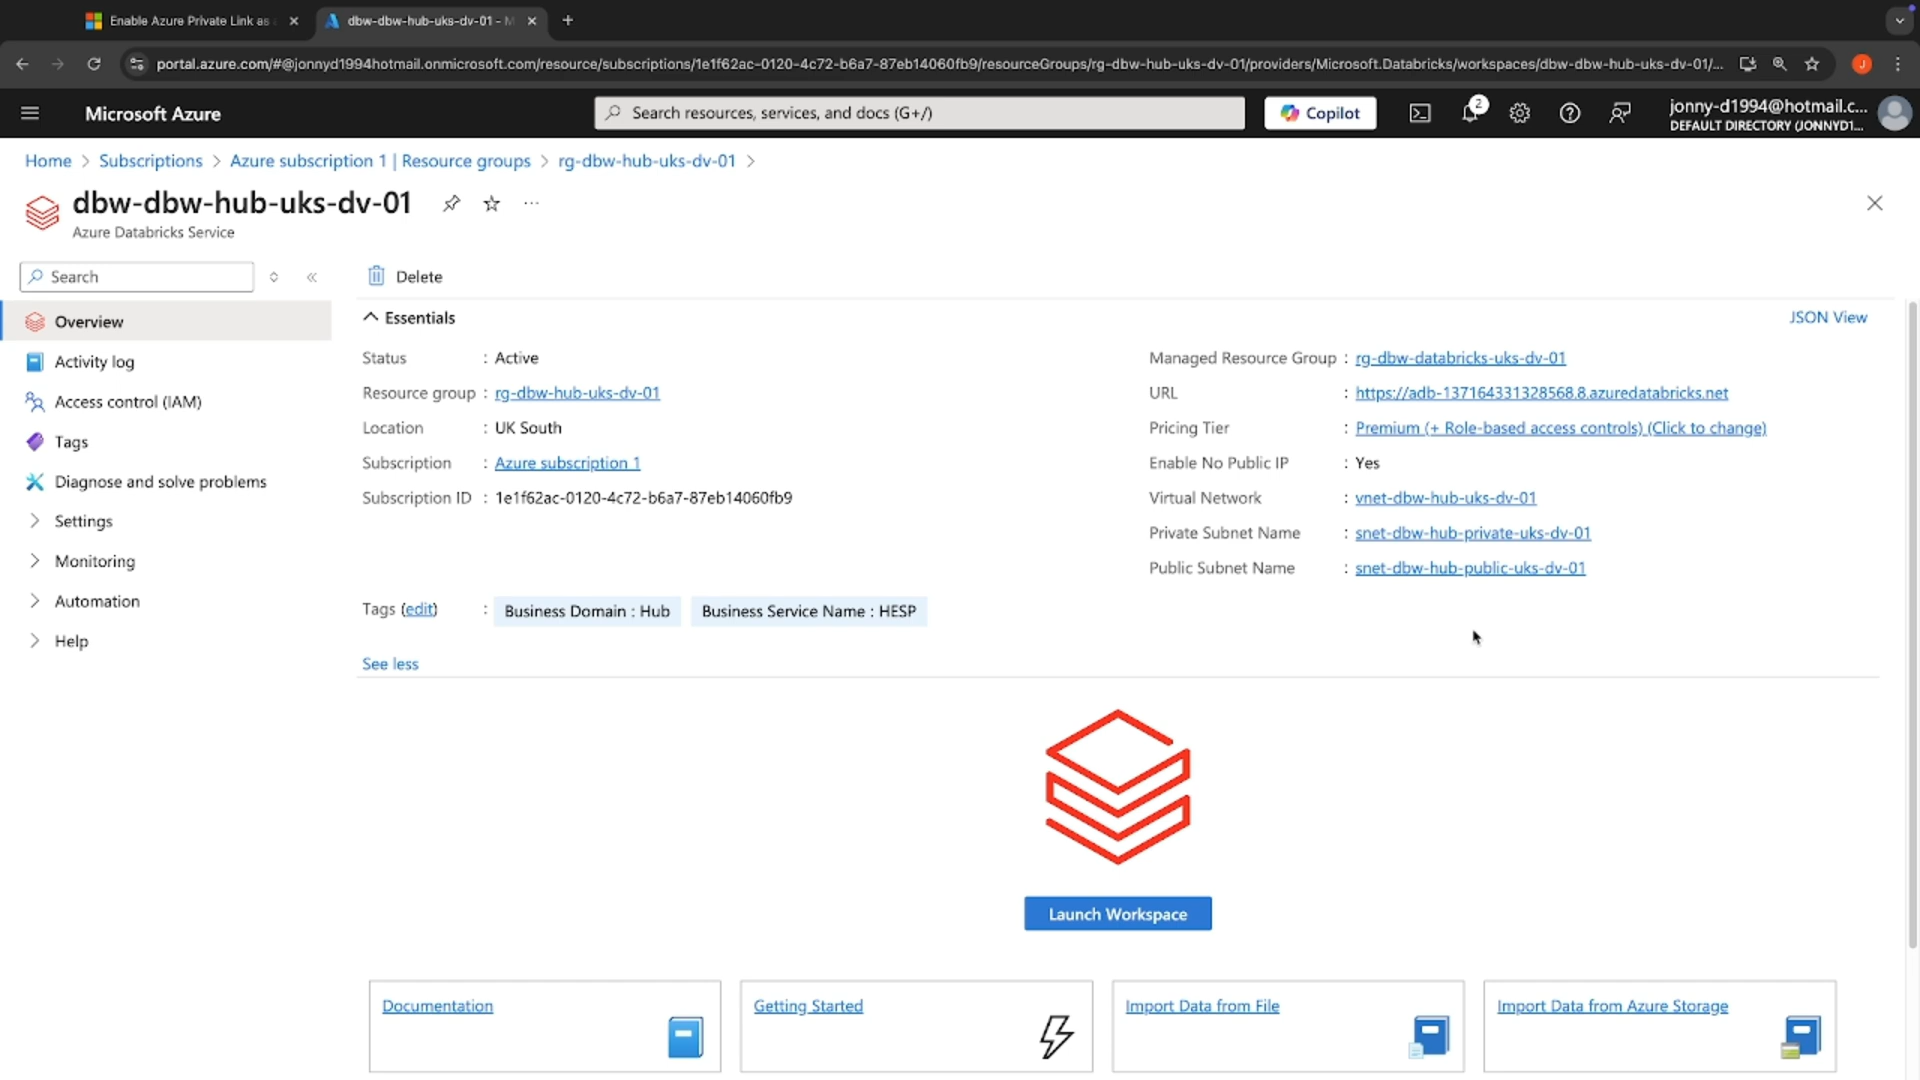 Enable Azure Private Link as
dbw-dbw-hub-uks-dv-01 - M
portal.azure.com/#@jonnyd1994hotmail.onmicrosoft.com/resource/subscriptions/1e1f62ac-0120-4c72-b6a7-87eb14060fb9/resourceGroups/rg-dbw-hub-uks-dv-01/providers/Microsoft.Databricks/workspaces/dbw-dbw-hub-uks-dv-01/...
J
Microsoft Azure
Search resources, services, and docs (G+/)
Copilot
2
jonny-d1994@hotmail.c...
DEFAULT DIRECTORY (JONNYD1...
Home > Subscriptions > Azure subscription 1 | Resource groups > rg-dbw-hub-uks-dv-01 >
dbw-dbw-hub-uks-dv-01 ...
Azure Databricks Service
Search
Overview
Activity log
Access control (IAM)
Tags
Diagnose and solve problems
Settings
Monitoring
Automation
Help
Delete
Essentials
JSON View
Status : Active
Resource group : rg-dbw-hub-uks-dv-01
Location : UK South
Subscription : Azure subscription 1
Subscription ID : 1e1f62ac-0120-4c72-b6a7-87eb14060fb9
Managed Resource Group : rg-dbw-databricks-uks-dv-01
URL : https://adb-137164331328568.8.azuredatabricks.net
Pricing Tier : Premium (+ Role-based access controls) (Click to change)
Enable No Public IP : Yes
Virtual Network : vnet-dbw-hub-uks-dv-01
Private Subnet Name : snet-dbw-hub-private-uks-dv-01
Public Subnet Name : snet-dbw-hub-public-uks-dv-01
Tags (edit) : Business Domain : Hub Business Service Name : HESP
See less
Launch Workspace
Documentation
Getting Started
Import Data from File
Import Data from Azure Storage